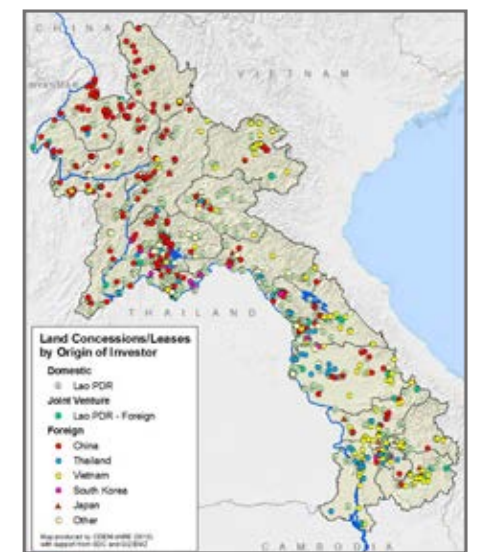 CHINA
VIETNAM
THAILAND
Land Concessions/Leases
by Origin of Investor
Domestic
Lao PDR
Joint Venture
Lao PDR - Foreign
Foreign
China
Thailand
Vietnam
South Korea
Japan
Other
CAMBODIA